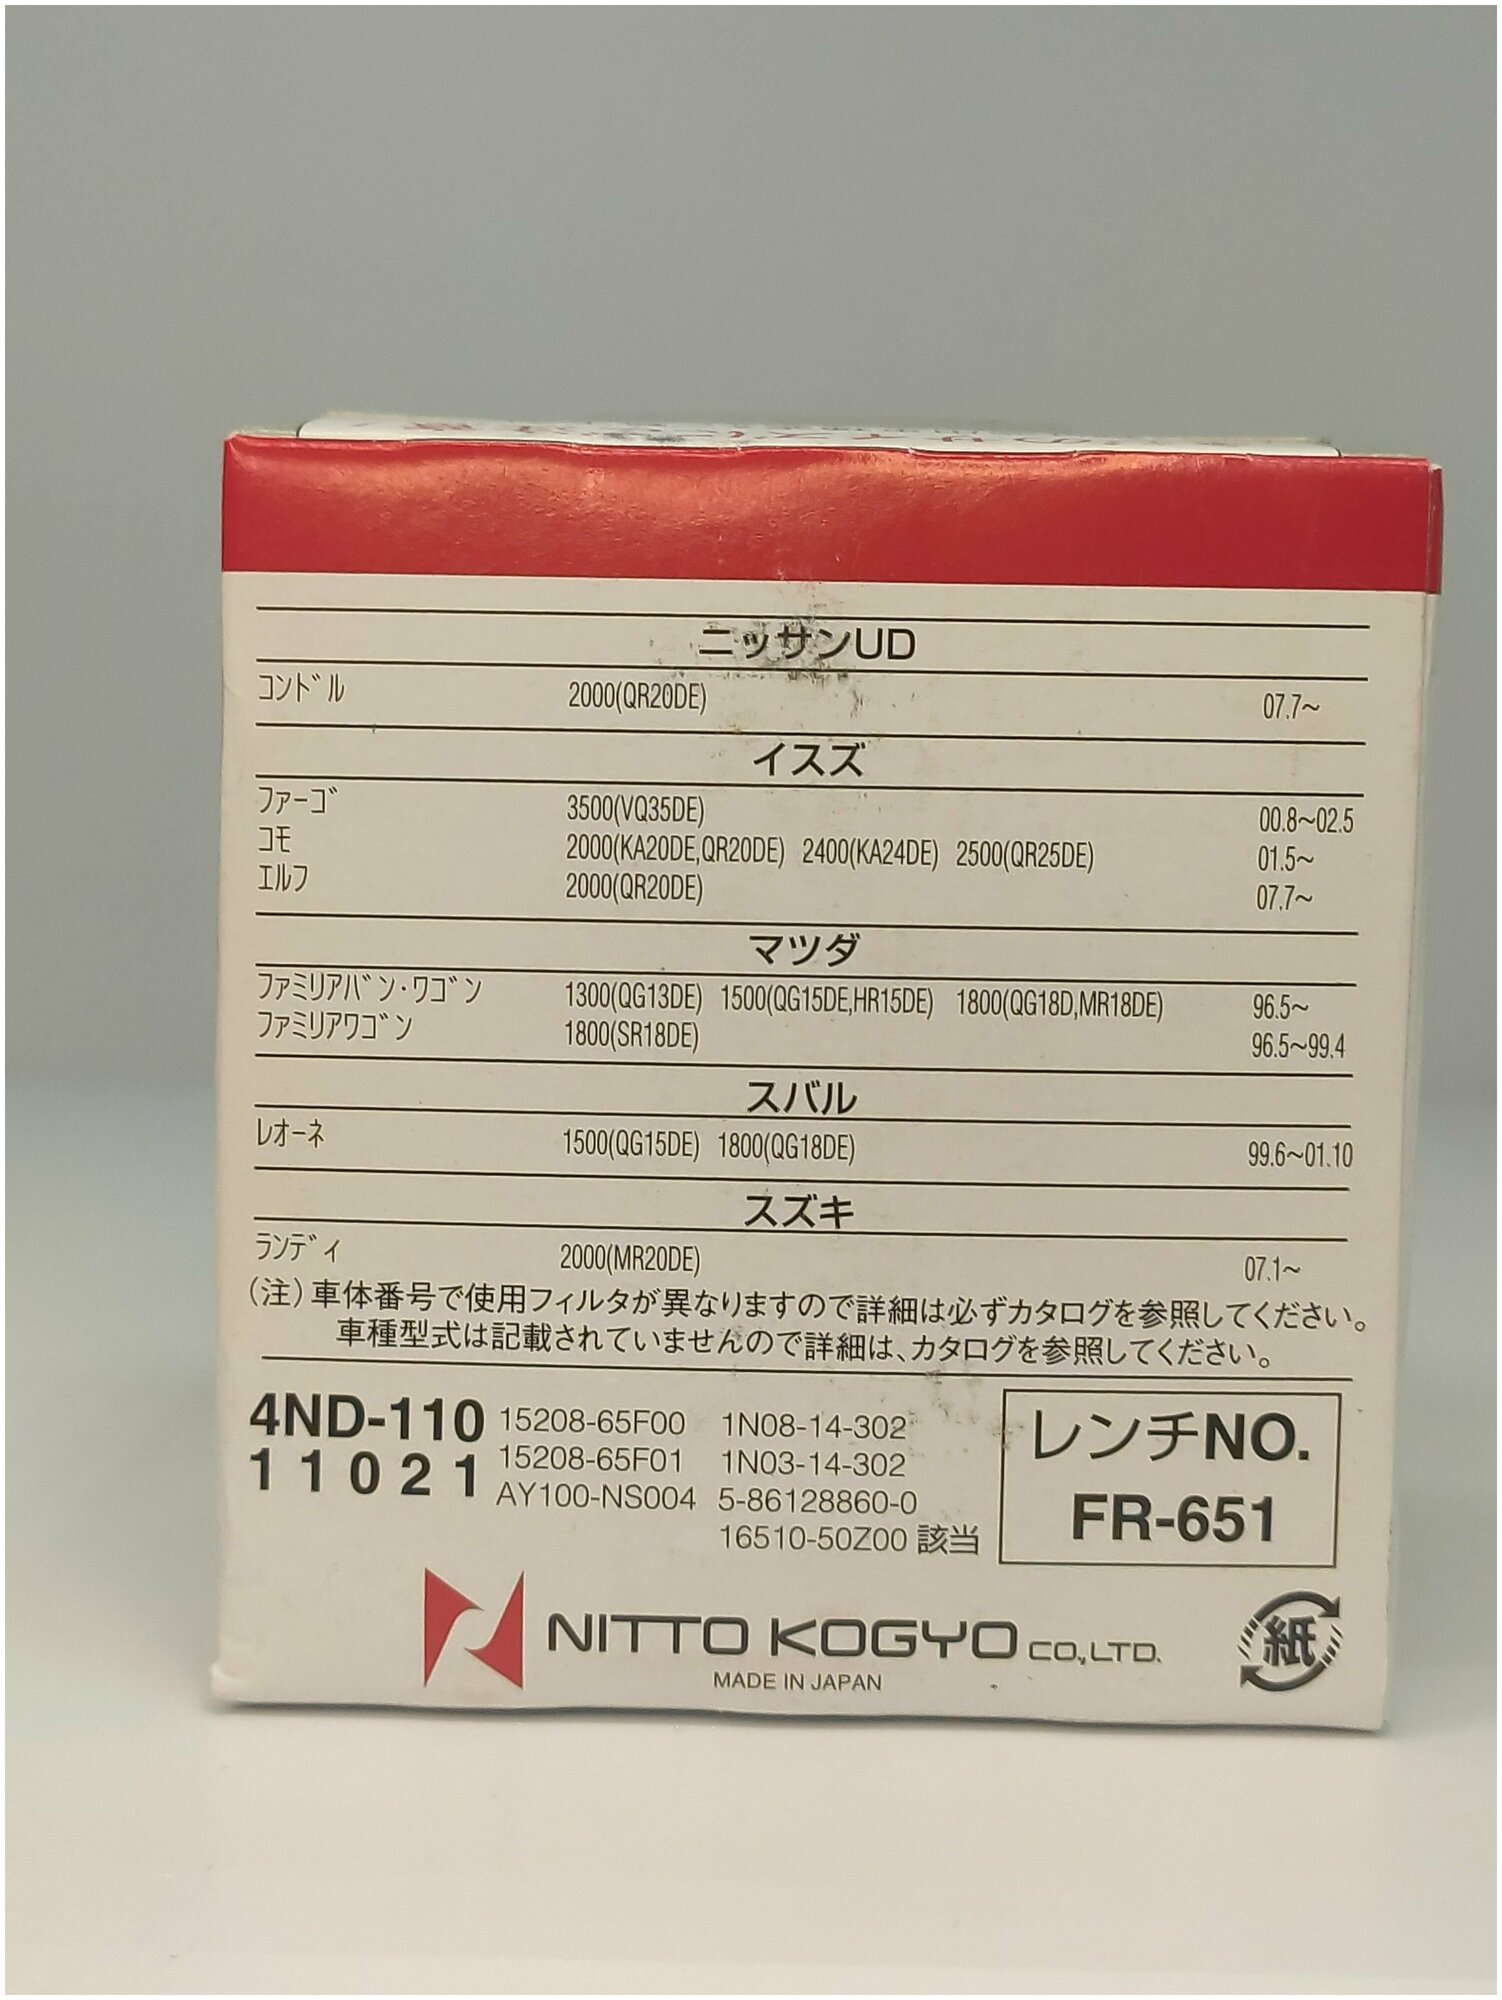 ニッサンUD
コンドル 2000(QR20DE) 07.7～
イスズ
ファーゴ 3500(VQ35DE) 00.8～02.5
コモ 2000(KA20DE,QR20DE) 2400(KA24DE) 2500(QR25DE) 01.5～
エルフ 2000(QR20DE) 07.7～
マツダ
ファミリアバン・ワゴン 1300(QG13DE) 1500(QG15DE,HR15DE) 1800(QG18D,MR18DE) 96.5～
ファミリアワゴン 1800(SR18DE) 96.5～99.4
スバル
レオーネ 1500(QG15DE) 1800(QG18DE) 99.6～01.10
スズキ
ランディ 2000(MR20DE) 07.1～
(注)車体番号で使用フィルタが異なりますので詳細は必ずカタログを参照してください。
車種型式は記載されていませんので詳細は、カタログを参照してください。
4ND-110 15208-65F00 1N08-14-302
11021 15208-65F01 1N03-14-302
AY100-NS004 5-86128860-0
16510-50Z00 該当
レンチNO.
FR-651
NITTO KOGYO CO.,LTD.
MADE IN JAPAN
紙